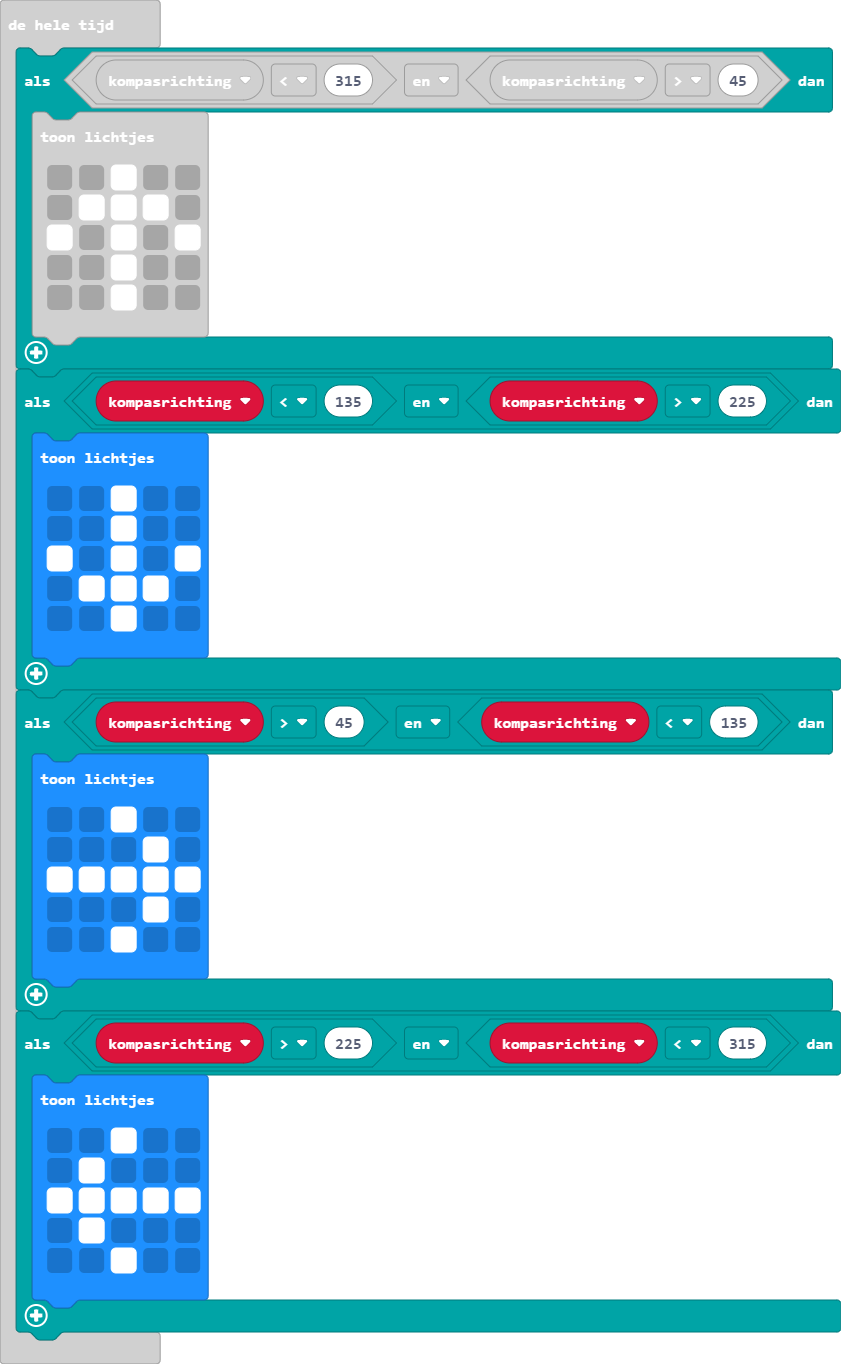 de hele tijd
als kompasrichting < 315 en kompasrichting > 45 dan
toon lichtjes
als kompasrichting < 135 en kompasrichting > 225 dan
toon lichtjes
als kompasrichting > 45 en kompasrichting < 135 dan
toon lichtjes
als kompasrichting > 225 en kompasrichting < 315 dan
toon lichtjes